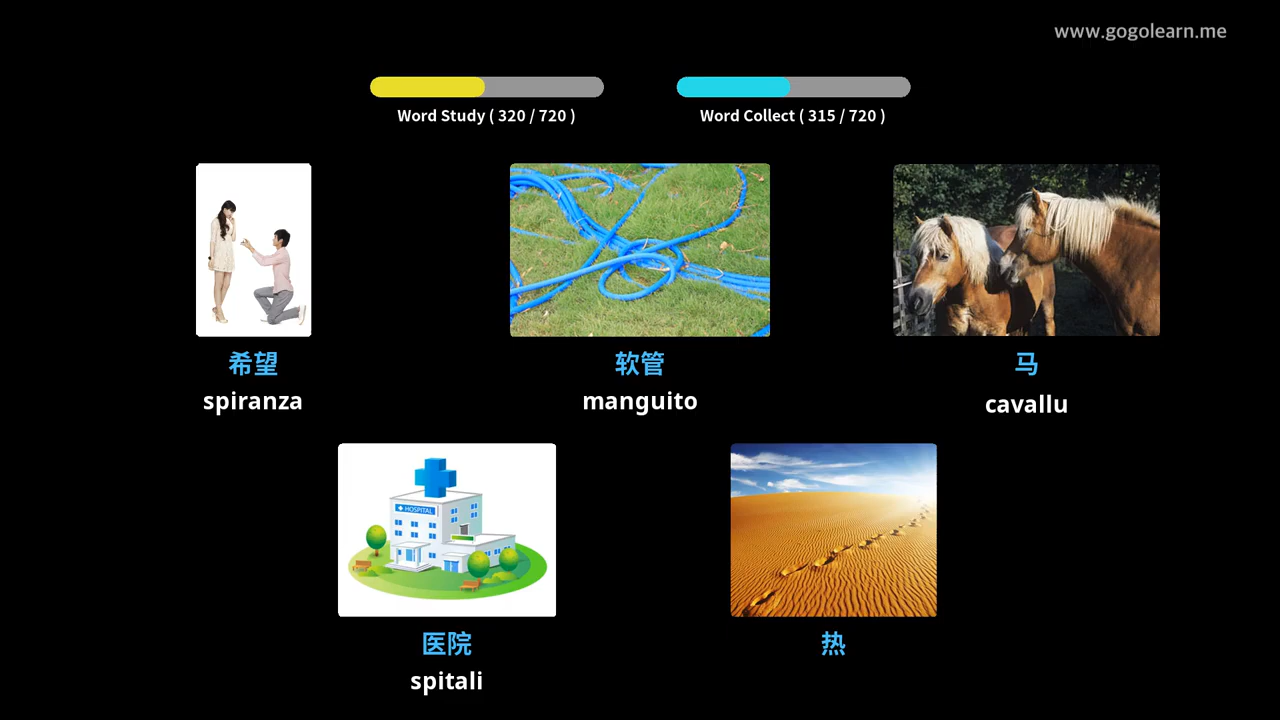 www.gogolearn.me
Word Study ( 320 / 720 )
Word Collect ( 315 / 720 )
希望
spiranza
软管
manguito
马
cavallu
HOSPITAL
医院
spitali
热